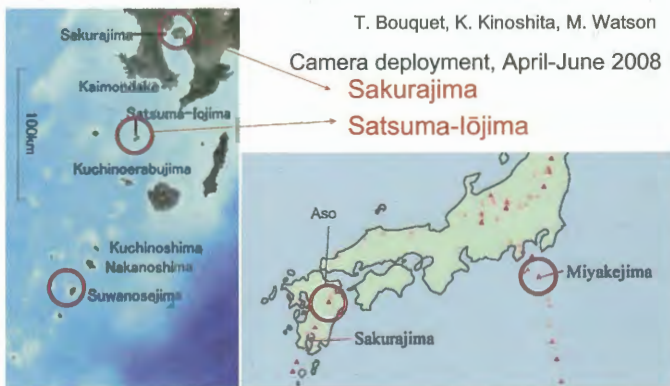 T. Bouquet, K. Kinoshita, M. Watson
Camera deployment, April-June 2008
Sakurajima
Satsuma-Iōjima
Sakurajima
Kaimondake
Satsuma-Iojima
100km
Kuchinoerabujima
Kuchinoshima
Nakanoshima
Suwanosejima
Aso
Miyakejima
Sakurajima